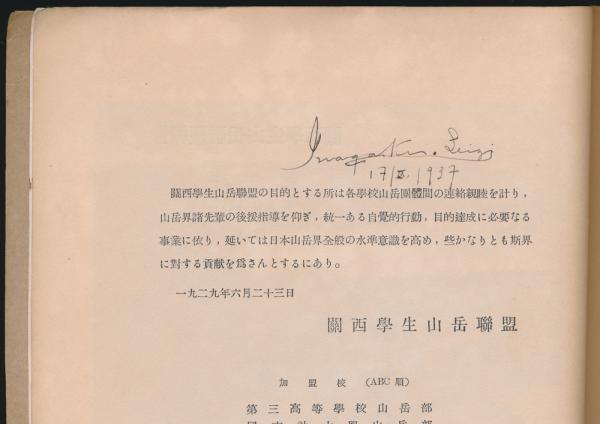 Inagaki. Seizi
17/Ⅸ, 1937
關西學生山岳聯盟の目的とする所は各學校山岳團體間の連絡親睦を計り，
山岳界諸先輩の後援指導を仰ぎ，統一ある自覺的行動，目的達成に必要なる
事業に依り，延いては日本山岳界全般の水準意識を高め，些かなりとも斯界
に對する貢献を爲さんとするにあり。
一九二九年六月二十三日
關西學生山岳聯盟
加盟校 （ABC順）
第三高等學校山岳部